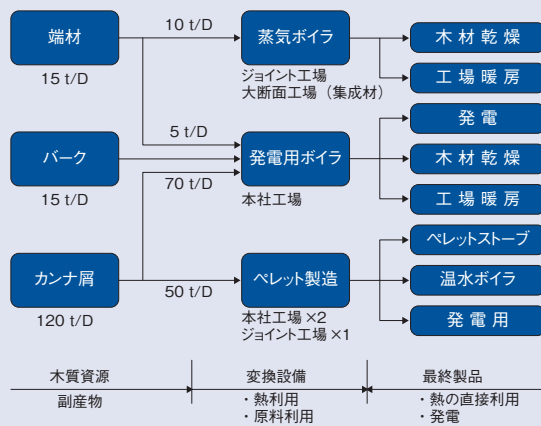 端材
15 t/D
10 t/D
蒸気ボイラ
ジョイント工場
大断面工場（集成材）
木材乾燥
工場暖房
バーク
15 t/D
5 t/D
発電用ボイラ
70 t/D
本社工場
発電
木材乾燥
工場暖房
カンナ屑
120 t/D
50 t/D
ペレット製造
本社工場×2
ジョイント工場×1
ペレットストーブ
温水ボイラ
発電用
木質資源
副産物
変換設備
・熱利用
・原料利用
最終製品
・熱の直接利用
・発電